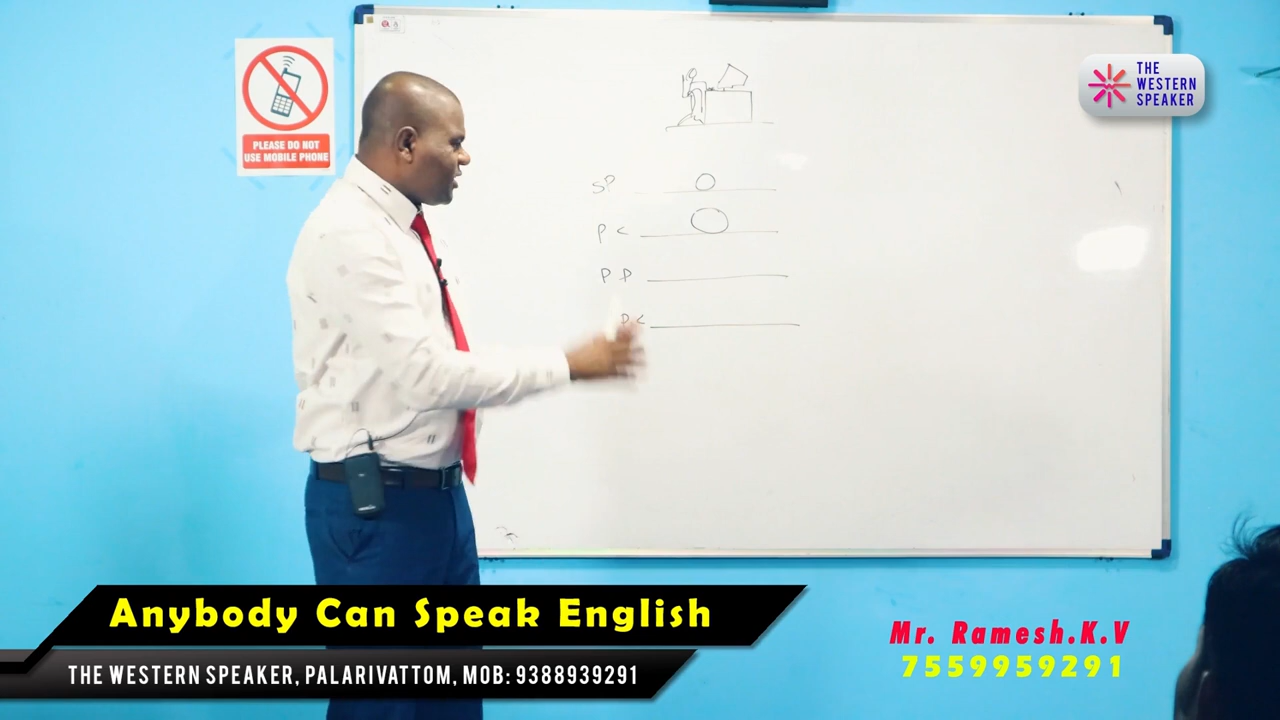 PLEASE DO NOT
USE MOBILE PHONE
THE
WESTERN
SPEAKER
SP
PC
PP
PC
Anybody Can Speak English
THE WESTERN SPEAKER, PALARIVATTOM, MOB: 9388939291
Mr. Ramesh.K.V
7559959291